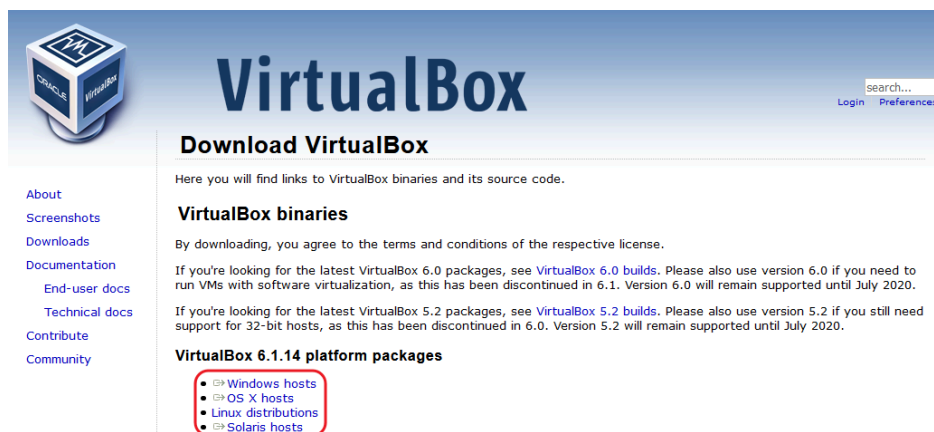 ORACLE
VirtualBox
VirtualBox
search...
Login Preferences
Download VirtualBox
Here you will find links to VirtualBox binaries and its source code.
About
Screenshots
Downloads
Documentation
End-user docs
Technical docs
Contribute
Community
VirtualBox binaries
By downloading, you agree to the terms and conditions of the respective license.
If you're looking for the latest VirtualBox 6.0 packages, see VirtualBox 6.0 builds. Please also use version 6.0 if you need to
run VMs with software virtualization, as this has been discontinued in 6.1. Version 6.0 will remain supported until July 2020.
If you're looking for the latest VirtualBox 5.2 packages, see VirtualBox 5.2 builds. Please also use version 5.2 if you still need
support for 32-bit hosts, as this has been discontinued in 6.0. Version 5.2 will remain supported until July 2020.
VirtualBox 6.1.14 platform packages
Windows hosts
OS X hosts
Linux distributions
Solaris hosts